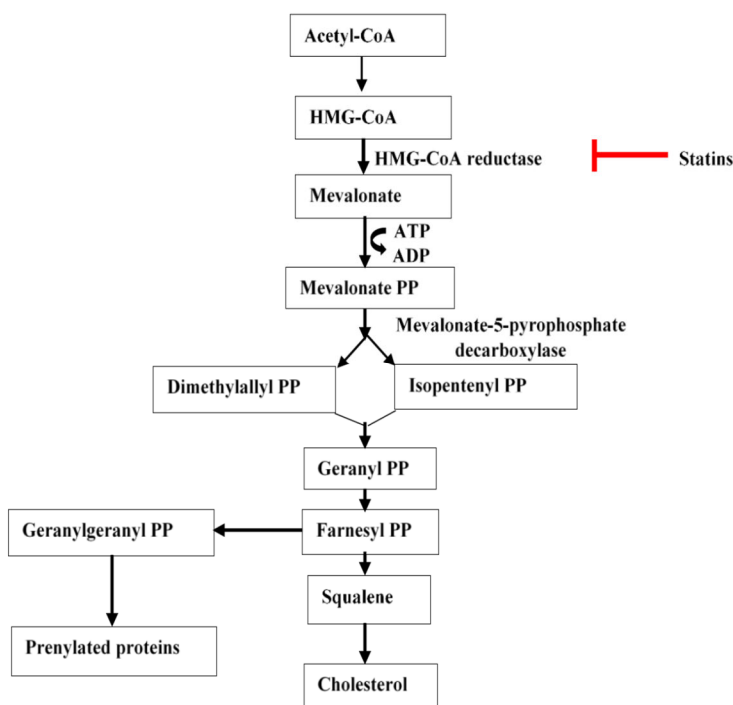 Acetyl-CoA
HMG-CoA
HMG-CoA reductase
Statins
Mevalonate
ATP
ADP
Mevalonate PP
Mevalonate-5-pyrophosphate
decarboxylase
Dimethylallyl PP
Isopentenyl PP
Geranyl PP
Geranylgeranyl PP
Farnesyl PP
Squalene
Prenylated proteins
Cholesterol